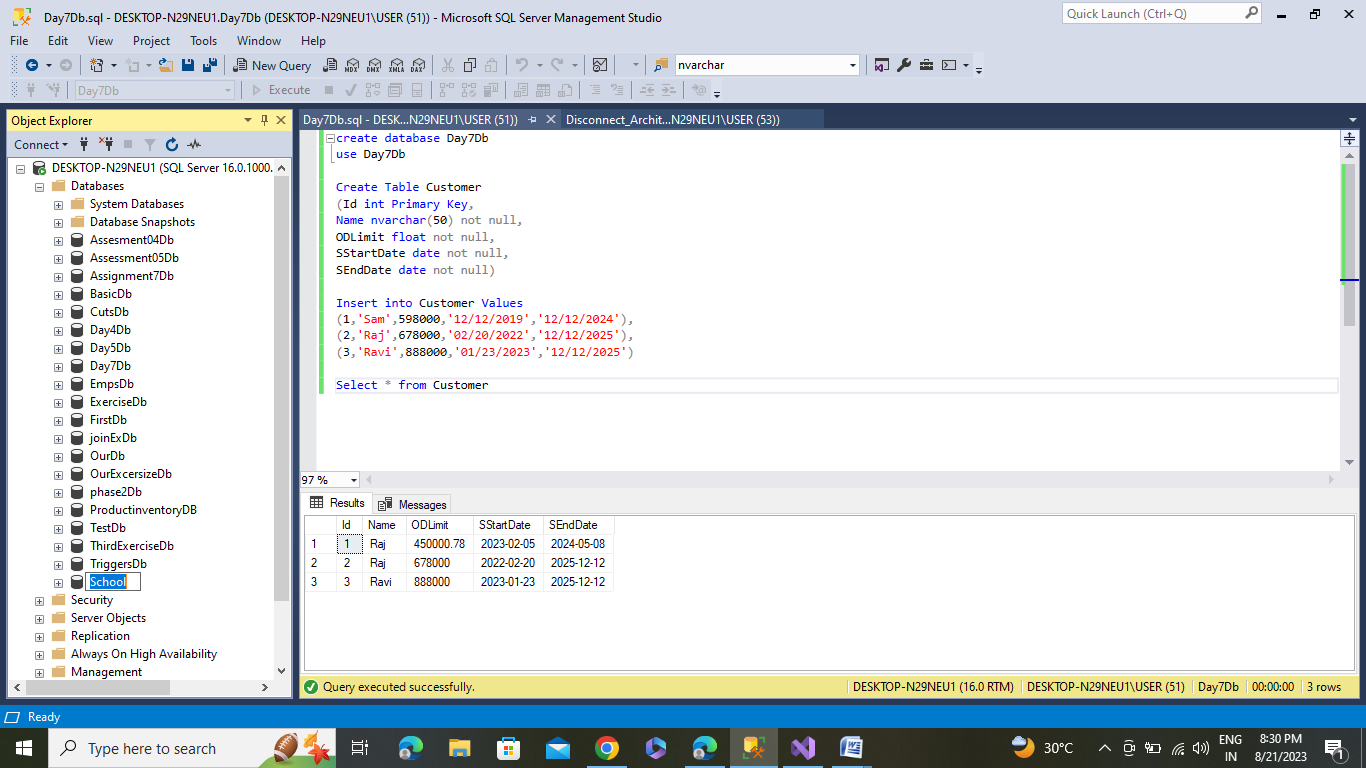 Day7Db.sql - DESKTOP-N29NEU1.Day7Db (DESKTOP-N29NEU1\USER (51)) - Microsoft SQL Server Management Studio
Quick Launch (Ctrl+Q)
File Edit View Project Tools Window Help
New Query MDX DMX XMLA DAX nvarchar
Day7Db Execute
Object Explorer
Connect
DESKTOP-N29NEU1 (SQL Server 16.0.1000.
Databases
System Databases
Database Snapshots
Assesment04Db
Assessment05Db
Assignment7Db
BasicDb
CutsDb
Day4Db
Day5Db
Day7Db
EmpsDb
ExerciseDb
FirstDb
joinExDb
OurDb
OurExcersizeDb
phase2Db
ProductinventoryDB
TestDb
ThirdExerciseDb
TriggersDb
School
Security
Server Objects
Replication
Always On High Availability
Management
Day7Db.sql - DESK...N29NEU1\USER (51)) Disconnect_Archit...N29NEU1\USER (53))
create database Day7Db
use Day7Db
Create Table Customer
(Id int Primary Key,
Name nvarchar(50) not null,
ODLimit float not null,
SStartDate date not null,
SEndDate date not null)
Insert into Customer Values
(1,'Sam',598000,'12/12/2019','12/12/2024'),
(2,'Raj',678000,'02/20/2022','12/12/2025'),
(3,'Ravi',888000,'01/23/2023','12/12/2025')
Select * from Customer
97 %
Results Messages
Id Name ODLimit SStartDate SEndDate
1 1 Raj 450000.78 2023-02-05 2024-05-08
2 2 Raj 678000 2022-02-20 2025-12-12
3 3 Ravi 888000 2023-01-23 2025-12-12
Query executed successfully. DESKTOP-N29NEU1 (16.0 RTM) DESKTOP-N29NEU1\USER (51) Day7Db 00:00:00 3 rows
Ready
Type here to search
30°C
ENG
IN
8:30 PM
8/21/2023
1